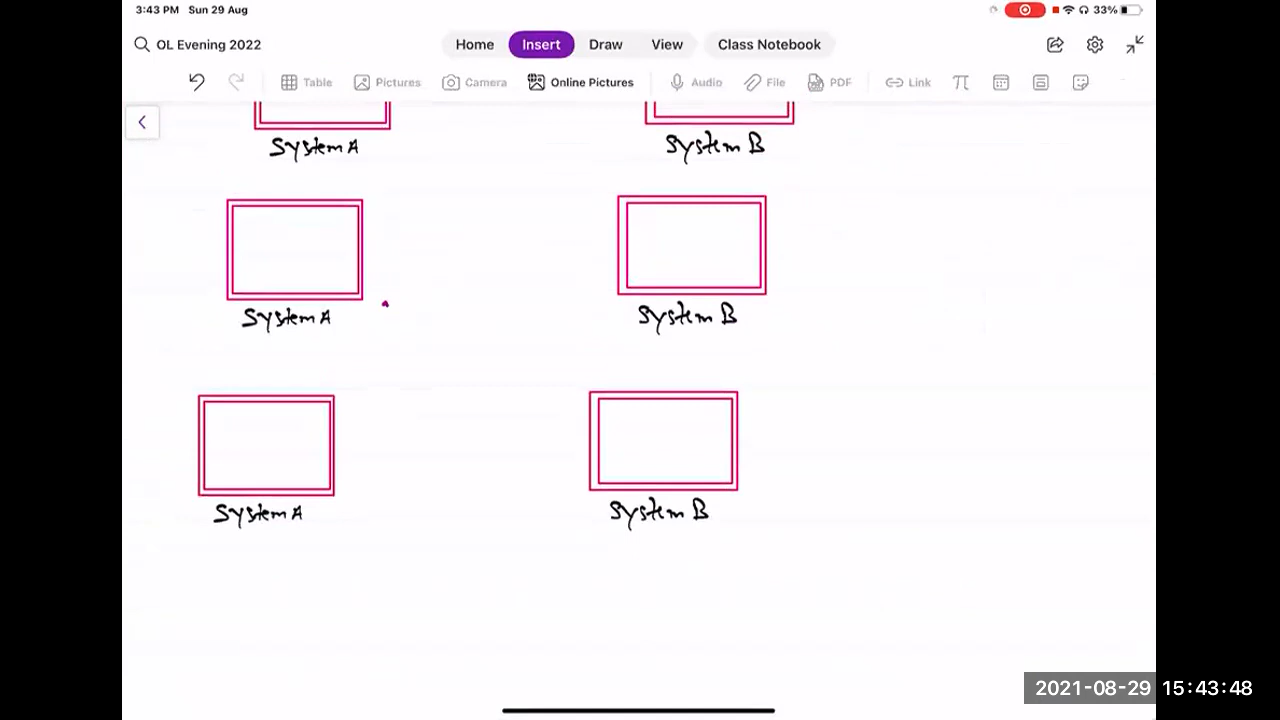 3:43 PM Sun 29 Aug 33%
OL Evening 2022 Home Insert Draw View Class Notebook
Table Pictures Camera Online Pictures Audio File PDF Link
System A System B
System A System B
System A System B
2021-08-29 15:43:48